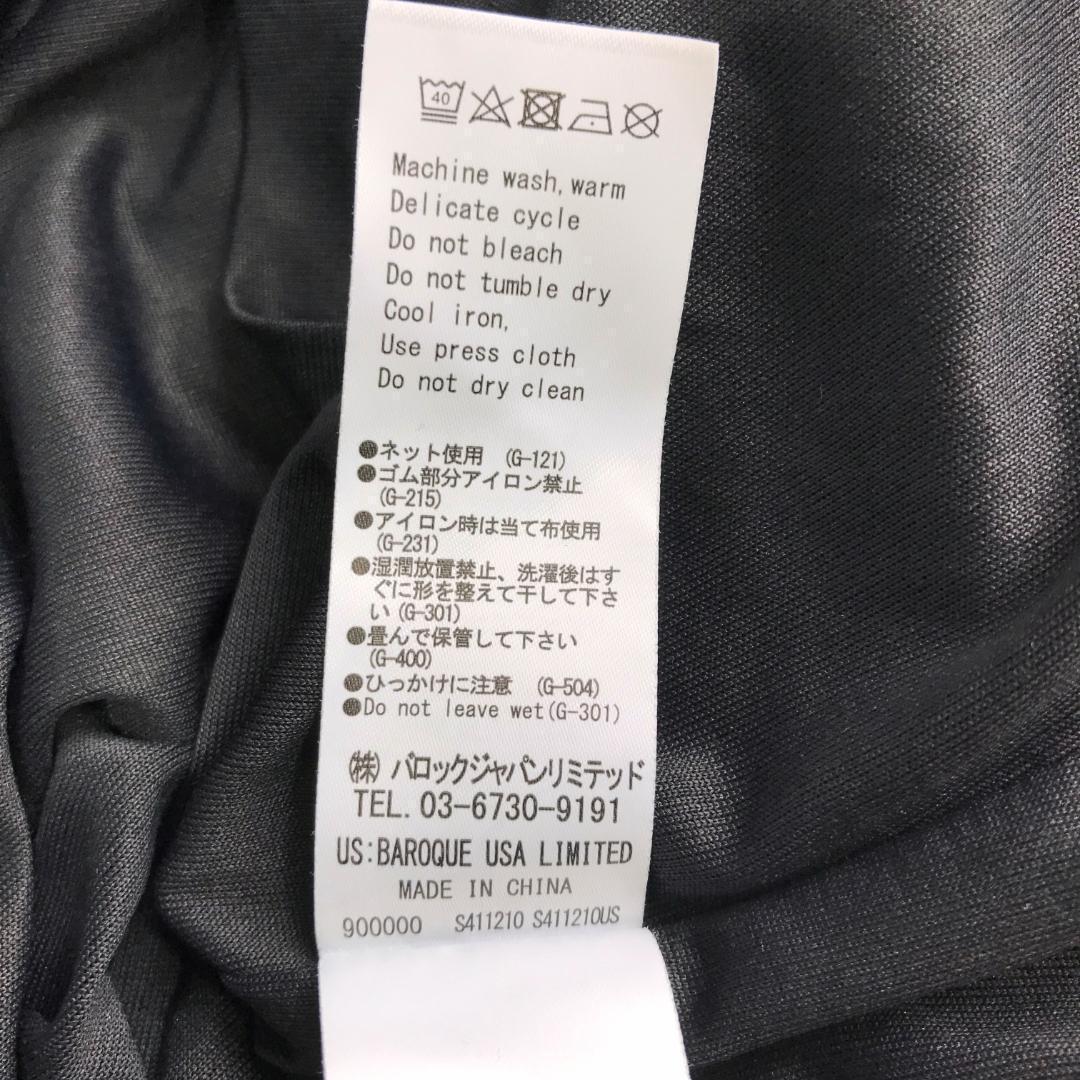 40
Machine wash, warm
Delicate cycle
Do not bleach
Do not tumble dry
Cool iron,
Use press cloth
Do not dry clean
●ネット使用 (G-121)
●ゴム部分アイロン禁止
(G-215)
●アイロン時は当て布使用
(G-231)
●湿潤放置禁止、洗濯後はす
ぐに形を整えて干して下さ
い (G-301)
●畳んで保管して下さい
(G-400)
●ひっかけに注意 (G-504)
●Do not leave wet(G-301)
㈱ バロックジャパンリミテッド
TEL. 03-6730-9191
US:BAROQUE USA LIMITED
MADE IN CHINA
900000 S411210 S411210US